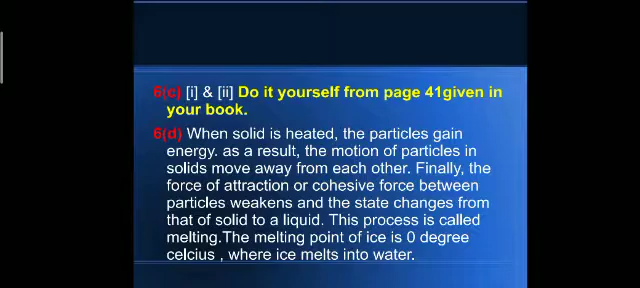 6(c) [i] & [ii] Do it yourself from page 41given in
your book.
6(d) When solid is heated, the particles gain
energy. as a result, the motion of particles in
solids move away from each other. Finally, the
force of attraction or cohesive force between
particles weakens and the state changes from
that of solid to a liquid. This process is called
melting.The melting point of ice is 0 degree
celcius , where ice melts into water.